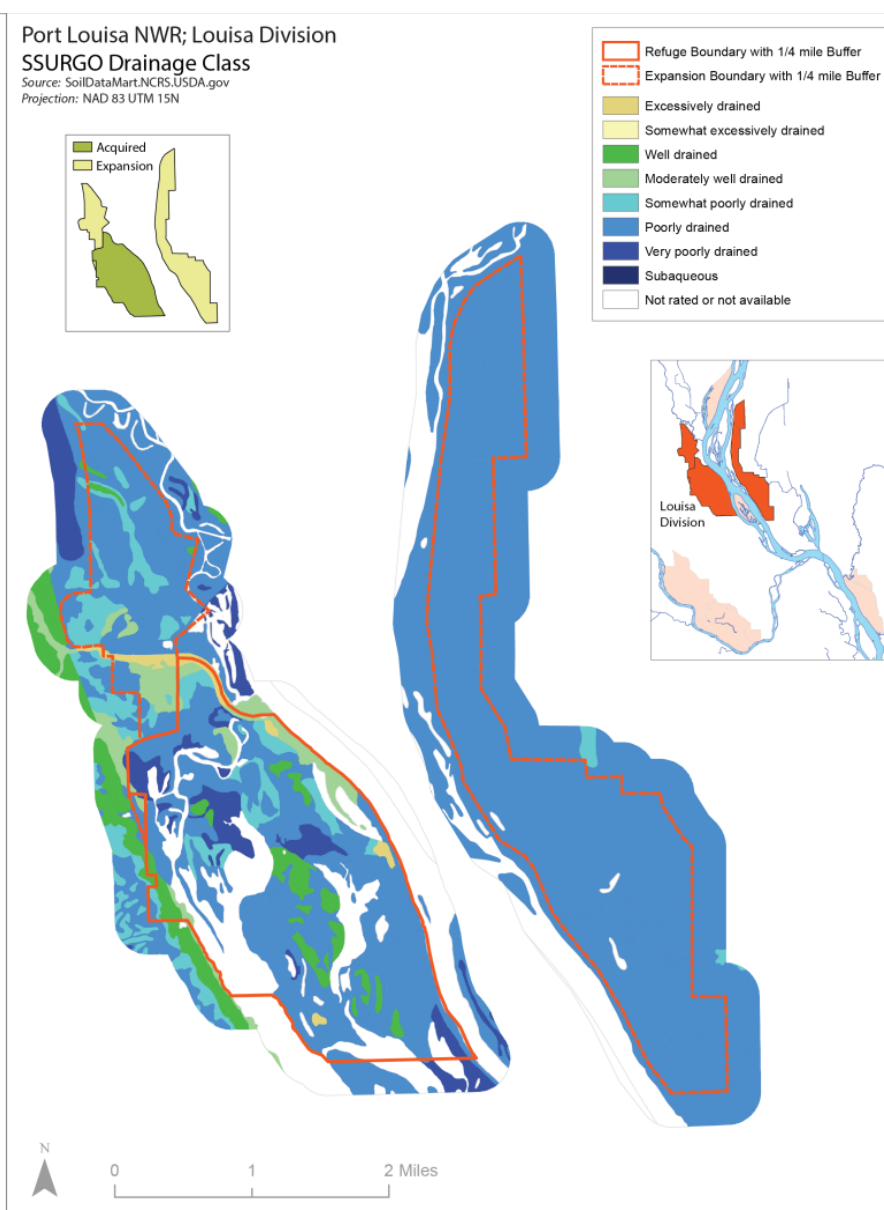 Port Louisa NWR; Louisa Division
SSURGO Drainage Class
Source: SoilDataMart.NCRS.USDA.gov
Projection: NAD 83 UTM 15N
Acquired
Expansion
Refuge Boundary with 1/4 mile Buffer
Expansion Boundary with 1/4 mile Buffer
Excessively drained
Somewhat excessively drained
Well drained
Moderately well drained
Somewhat poorly drained
Poorly drained
Very poorly drained
Subaqueous
Not rated or not available
Louisa
Division
N
0 1 2 Miles